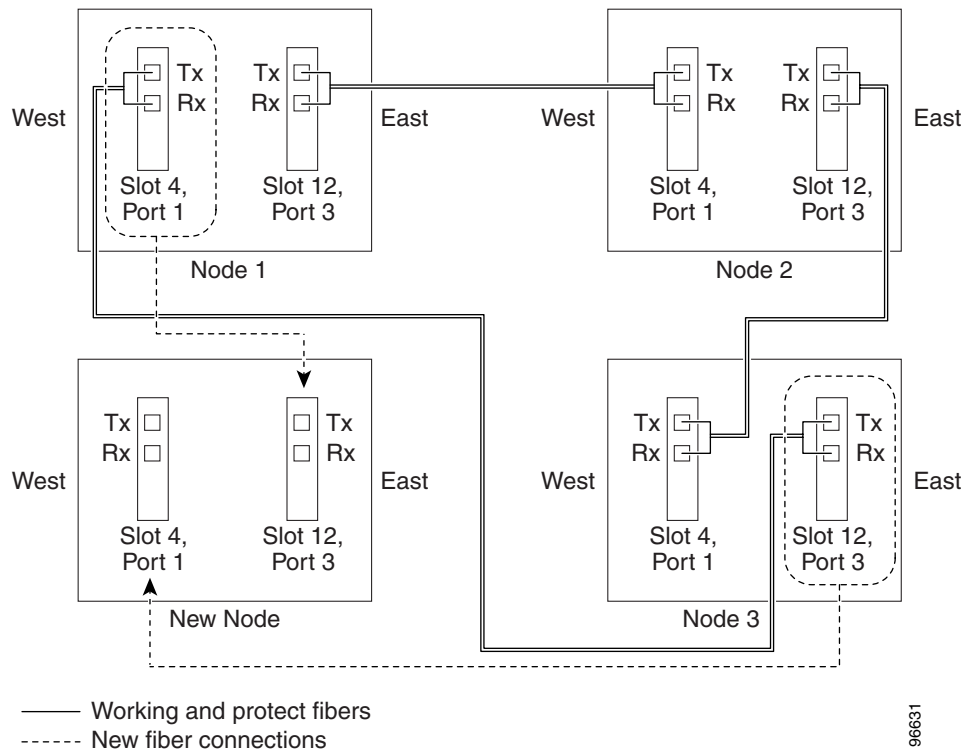 Tx
Rx
West
Slot 4,
Port 1
Tx
Rx
East
Slot 12,
Port 3
Node 1
Tx
Rx
West
Slot 4,
Port 1
Tx
Rx
East
Slot 12,
Port 3
Node 2
Tx
Rx
West
Slot 4,
Port 1
Tx
Rx
East
Slot 12,
Port 3
New Node
Tx
Rx
West
Slot 4,
Port 1
Tx
Rx
East
Slot 12,
Port 3
Node 3
Working and protect fibers
New fiber connections
96631